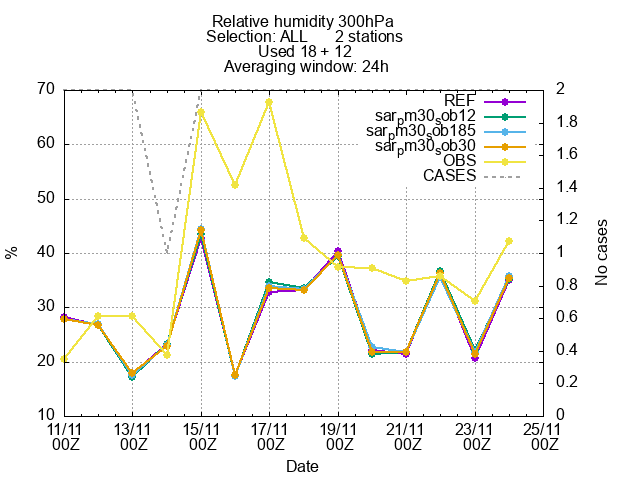 Relative humidity 300hPa
Selection: ALL 2 stations
Used 18 + 12
Averaging window: 24h
70
60
50
40
30
20
10
%
2
1.8
1.6
1.4
1.2
1
0.8
0.6
0.4
0.2
0
No cases
REF
sarpm30sob12
sarpm30sob185
sarpm30sob30
OBS
CASES
11/11 13/11 15/11 17/11 19/11 21/11 23/11 25/11
00Z 00Z 00Z 00Z 00Z 00Z 00Z 00Z
Date